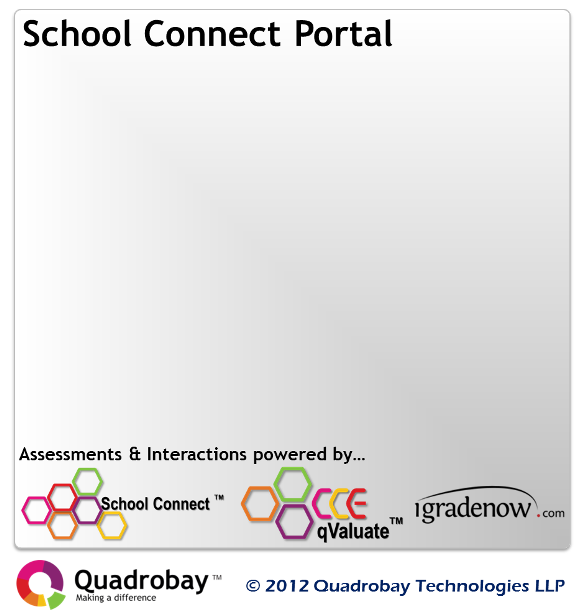 School Connect Portal
Assessments & Interactions powered by...
School Connect ™
CCE
qValuate™
igradenow.com
Quadrobay™
Making a difference
© 2012 Quadrobay Technologies LLP